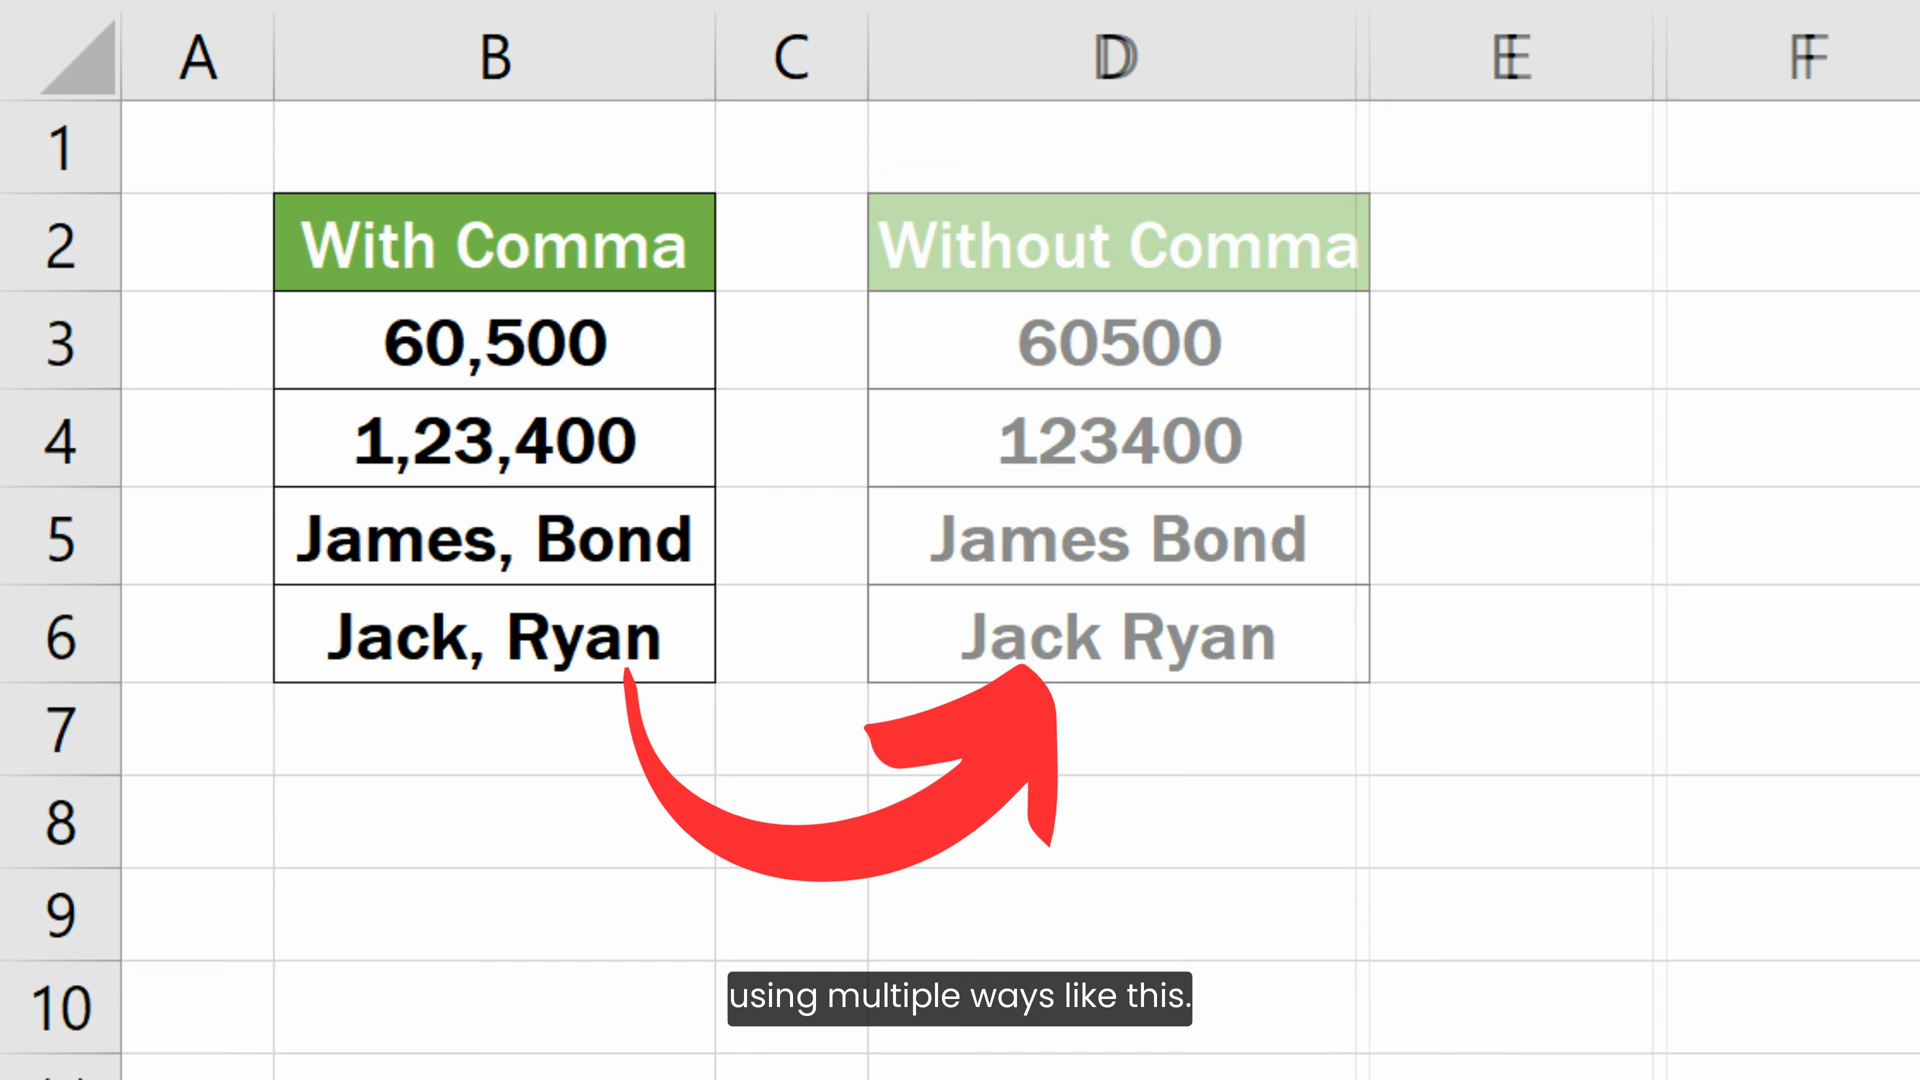 A B C D E F
1
2 With Comma Without Comma
3 60,500 60500
4 1,23,400 123400
5 James, Bond James Bond
6 Jack, Ryan Jack Ryan
7
8
9
10
using multiple ways like this.